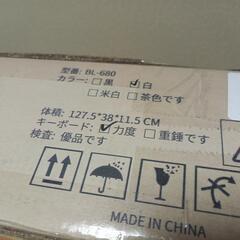 型番: BL-680
カラー: □黒 ☑白
□米白 □茶色です
体積: 127.5*38*11.5 CM
キーボード: ☑力度 □重錘です
検査: 優品です
MADE IN CHINA